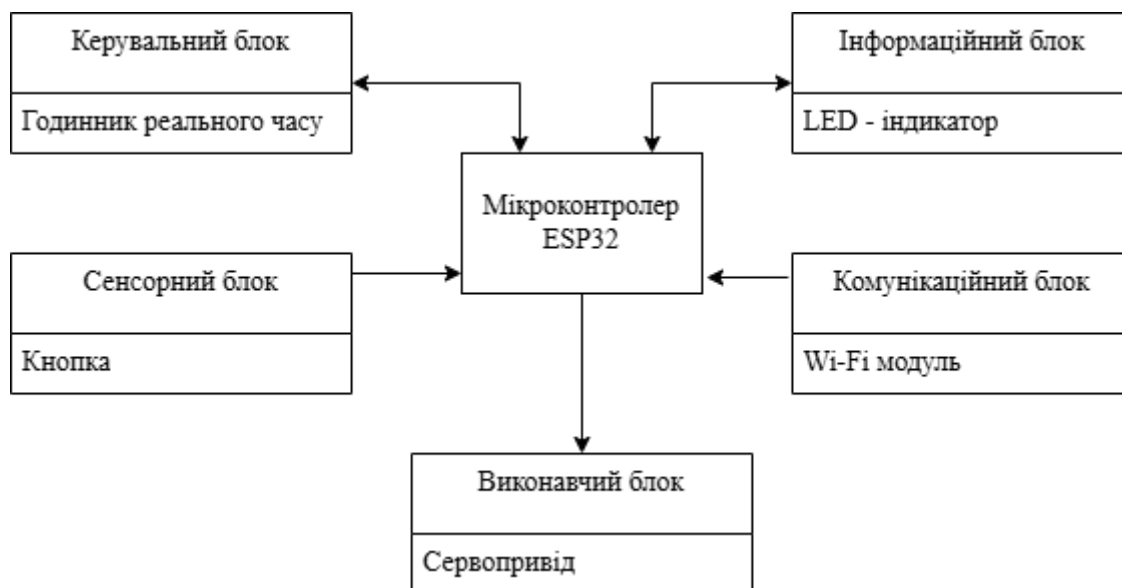 Керувальний блок
Годинник реального часу
Інформаційний блок
LED - індикатор
Мікроконтролер
ESP32
Сенсорний блок
Кнопка
Комунікаційний блок
Wi-Fi модуль
Виконавчий блок
Сервопривід